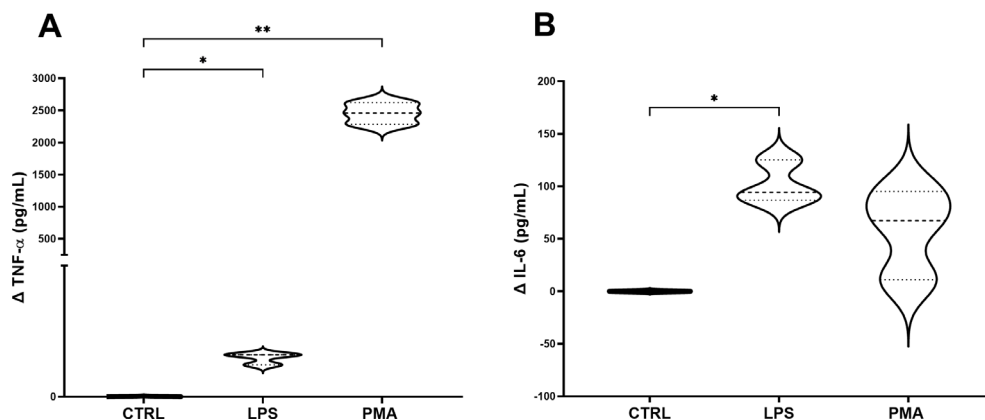 A
**
*
3000
2500
2000
1500
1000
500
0
Δ TNF-α (pg/mL)
CTRL LPS PMA
B
*
200
150
100
50
0
-50
-100
Δ IL-6 (pg/mL)
CTRL LPS PMA